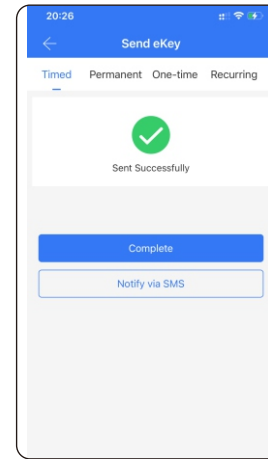 20:26
Send eKey
Timed Permanent One-time Recurring
Sent Successfully
Complete
Notify via SMS